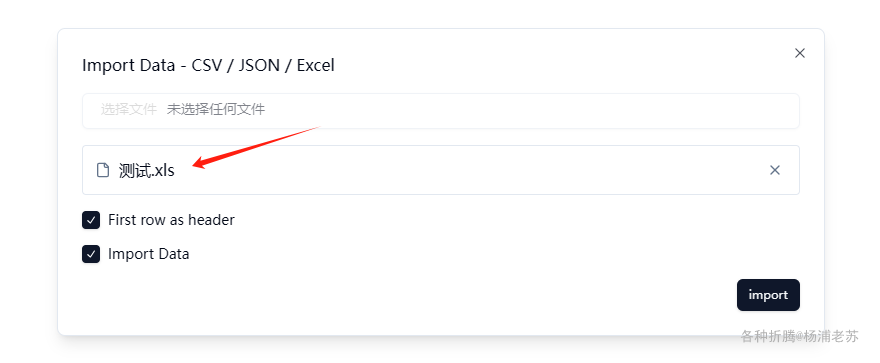 Import Data - CSV / JSON / Excel
选择文件 未选择任何文件
测试.xls
First row as header
Import Data
import
各种折腾@杨浦老苏